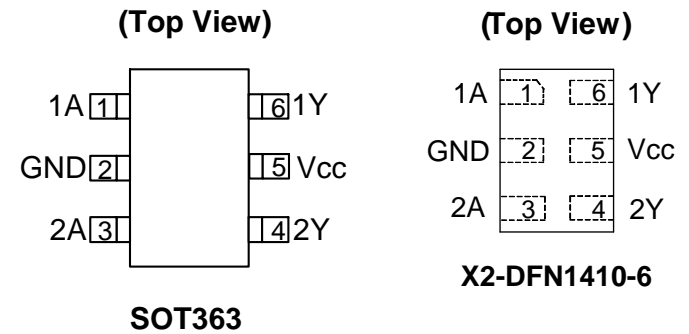 (Top View)
1A 1 6 1Y
GND 2 5 Vcc
2A 3 4 2Y
SOT363
(Top View)
1A 1 6 1Y
GND 2 5 Vcc
2A 3 4 2Y
X2-DFN1410-6